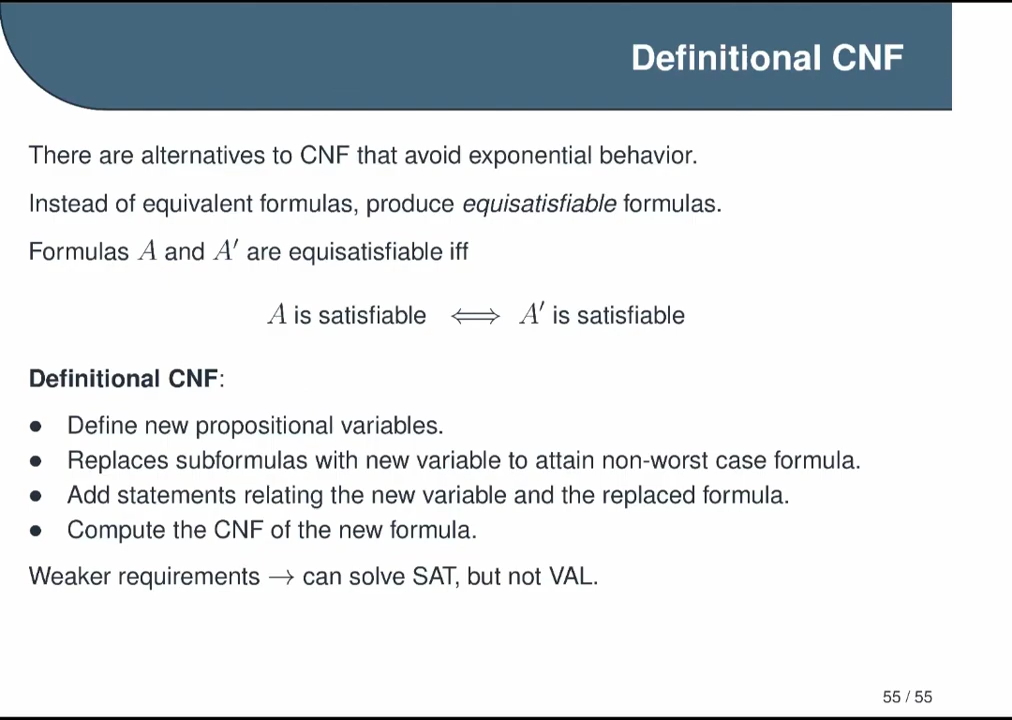 Definitional CNF
There are alternatives to CNF that avoid exponential behavior.
Instead of equivalent formulas, produce equisatisfiable formulas.
Formulas A and A′ are equisatisfiable iff
A is satisfiable ⟺ A′ is satisfiable
Definitional CNF:
● Define new propositional variables.
● Replaces subformulas with new variable to attain non-worst case formula.
● Add statements relating the new variable and the replaced formula.
● Compute the CNF of the new formula.
Weaker requirements → can solve SAT, but not VAL.
55 / 55